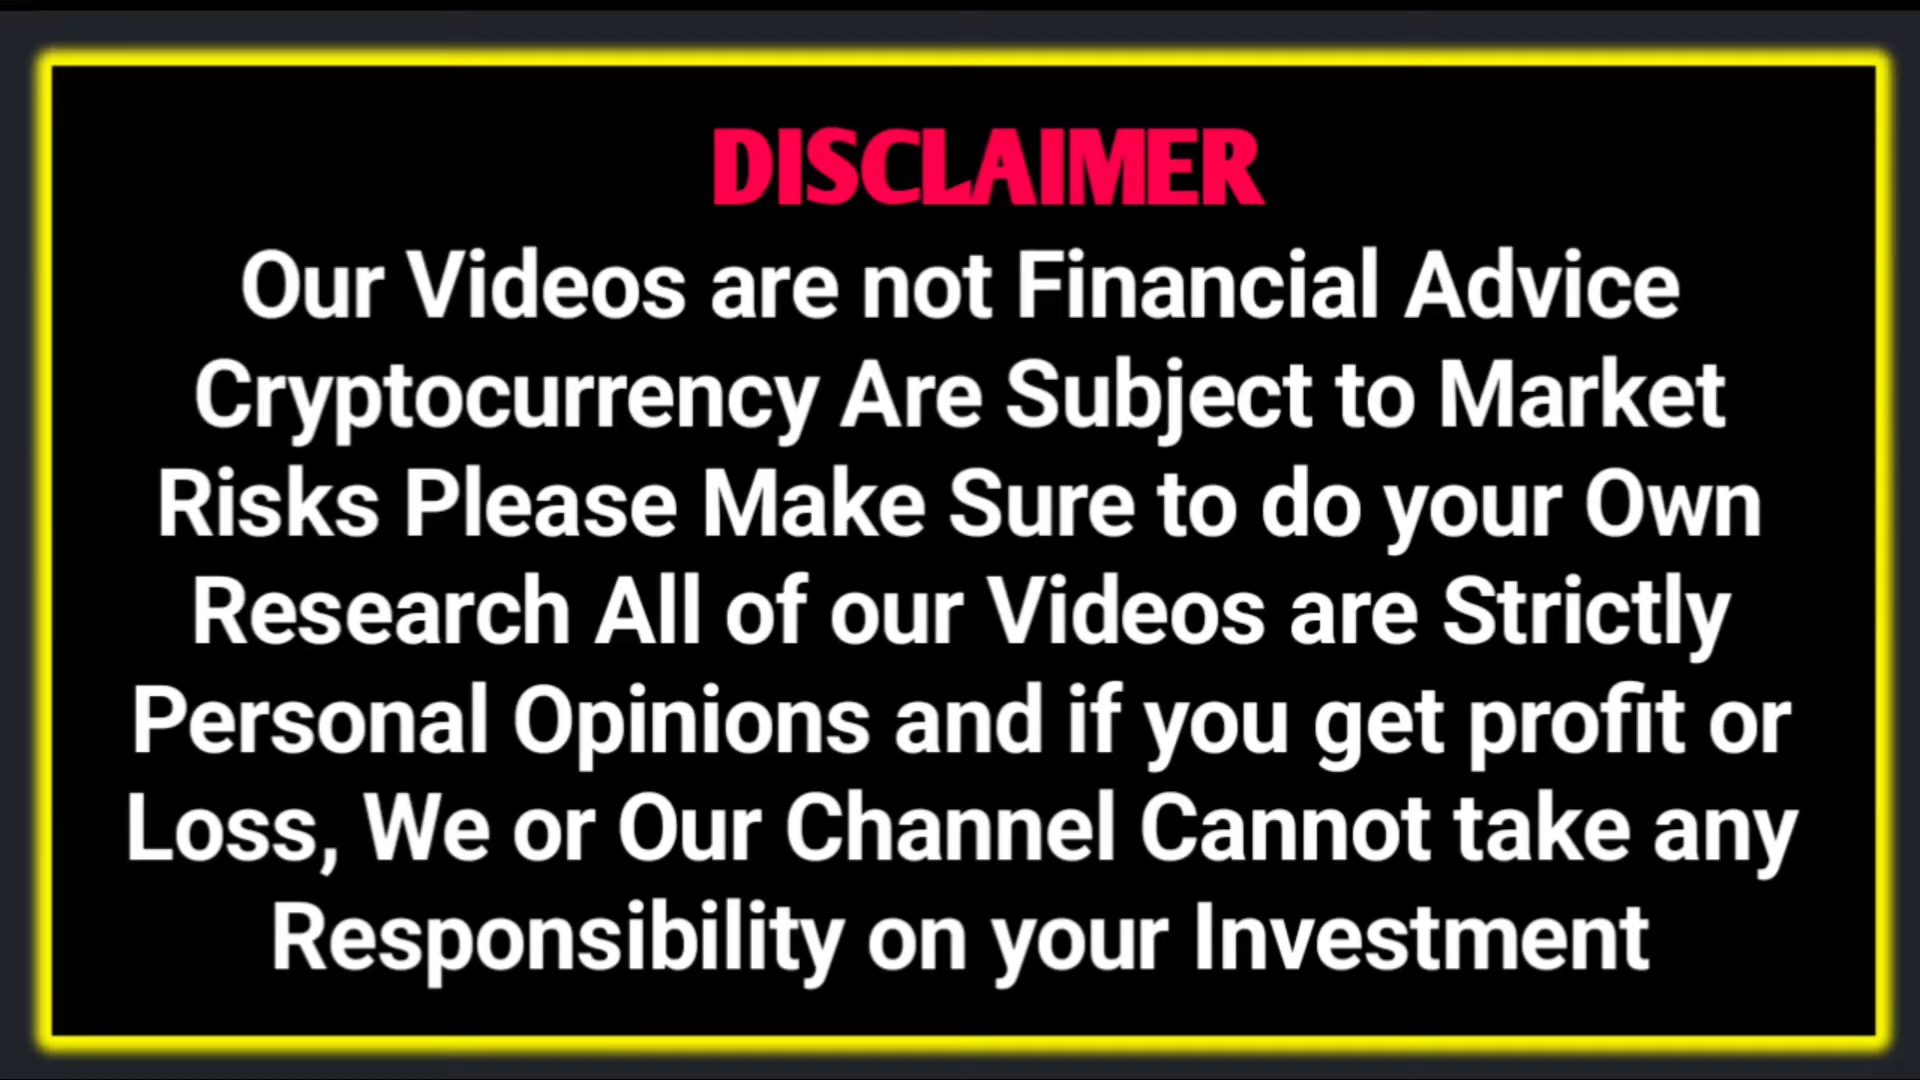 DISCLAIMER
Our Videos are not Financial Advice
Cryptocurrency Are Subject to Market
Risks Please Make Sure to do your Own
Research All of our Videos are Strictly
Personal Opinions and if you get profit or
Loss, We or Our Channel Cannot take any
Responsibility on your Investment